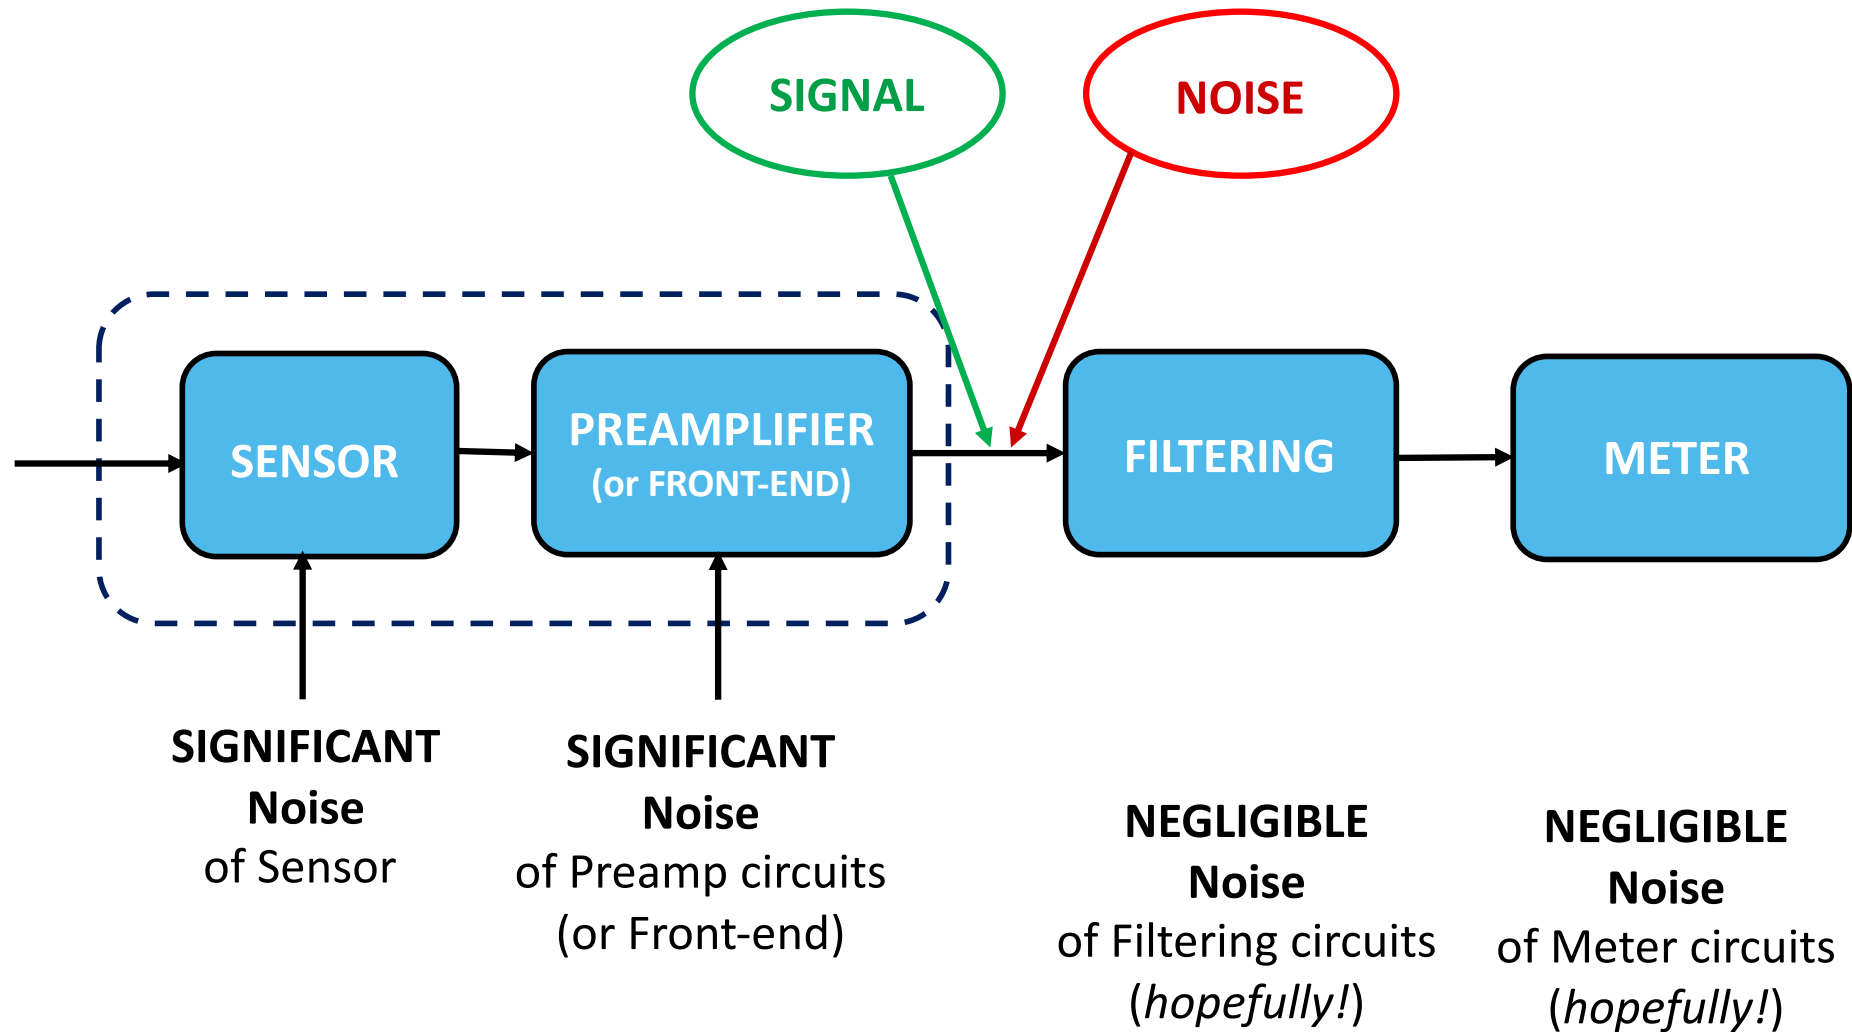 SIGNAL
NOISE
SENSOR
PREAMPLIFIER
(or FRONT-END)
FILTERING
METER
SIGNIFICANT
Noise
of Sensor
SIGNIFICANT
Noise
of Preamp circuits
(or Front-end)
NEGLIGIBLE
Noise
of Filtering circuits
(hopefully!)
NEGLIGIBLE
Noise
of Meter circuits
(hopefully!)